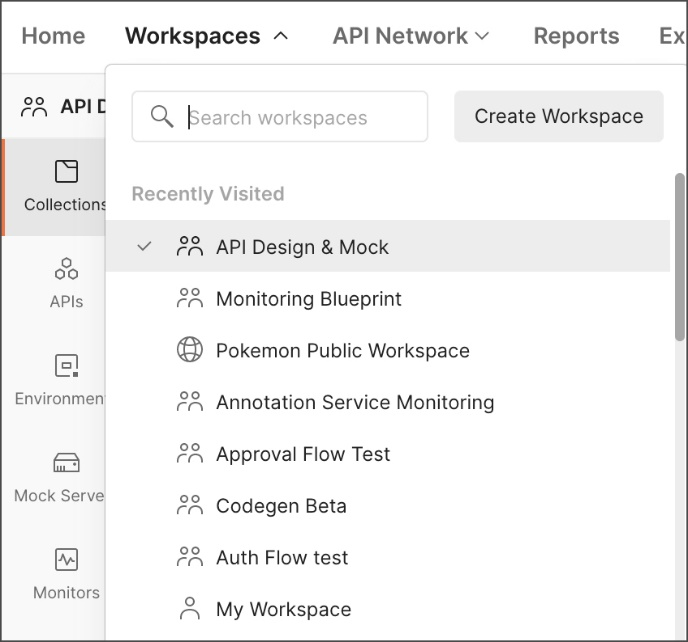 Home Workspaces API Network Reports Ex
API D
Search workspaces Create Workspace
Recently Visited
Collections
API Design & Mock
Monitoring Blueprint
APIs
Pokemon Public Workspace
Environmen
Annotation Service Monitoring
Approval Flow Test
Mock Serve
Codegen Beta
Auth Flow test
Monitors
My Workspace